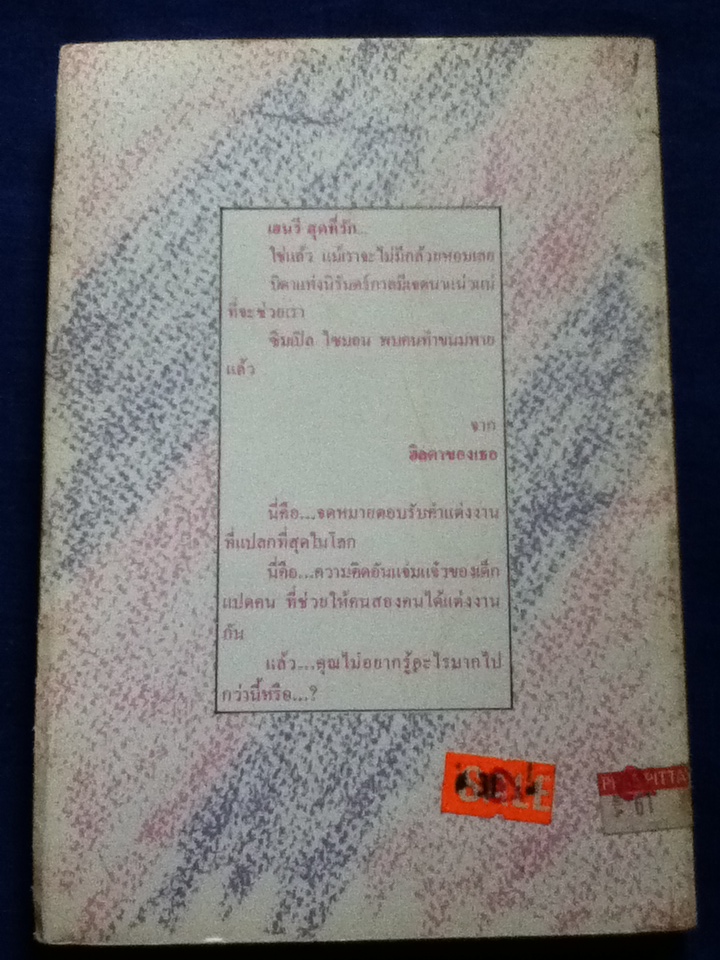 เฮนรี สุดที่รัก...
ใช่แล้ว แม้เราจะไม่มีกล้วยหอมเลย
บิดาแห่งนิรันดร์กาลมีเจตนาแน่วแน่
ที่จะช่วยเรา
ซิมเปิล ไซมอน พบคนทำขนมพาย
แล้ว
จาก
ฮิลดาของเธอ
นี่คือ...จดหมายตอบรับคำแต่งงาน
ที่แปลกที่สุดในโลก
นี่คือ...ความคิดอันแจ่มแจ๋วของเด็ก
แปดคน ที่ช่วยให้คนสองคนได้แต่งงาน
กัน
แล้ว...คุณไม่อยากรู้อะไรมากไป
กว่านี้หรือ...?
SALE